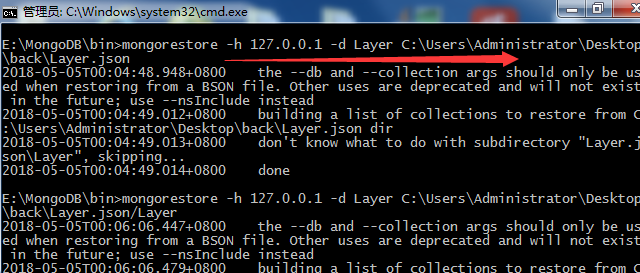 管理员: C:\Windows\system32\cmd.exe
E:\MongoDB\bin>mongorestore -h 127.0.0.1 -d Layer C:\Users\Administrator\Desktop
\back\Layer.json
2018-05-05T00:04:48.948+0800    the --db and --collection args should only be us
ed when restoring from a BSON file. Other uses are deprecated and will not exist
 in the future; use --nsInclude instead
2018-05-05T00:04:49.012+0800    building a list of collections to restore from C
:\Users\Administrator\Desktop\back\Layer.json dir
2018-05-05T00:04:49.013+0800    don't know what to do with subdirectory "Layer.j
son\Layer", skipping...
2018-05-05T00:04:49.014+0800    done
E:\MongoDB\bin>mongorestore -h 127.0.0.1 -d Layer C:\Users\Administrator\Desktop
\back\Layer.json/Layer
2018-05-05T00:06:06.447+0800    the --db and --collection args should only be us
ed when restoring from a BSON file. Other uses are deprecated and will not exist
 in the future; use --nsInclude instead
2018-05-05T00:06:06.479+0800    building a list of collections to restore from C